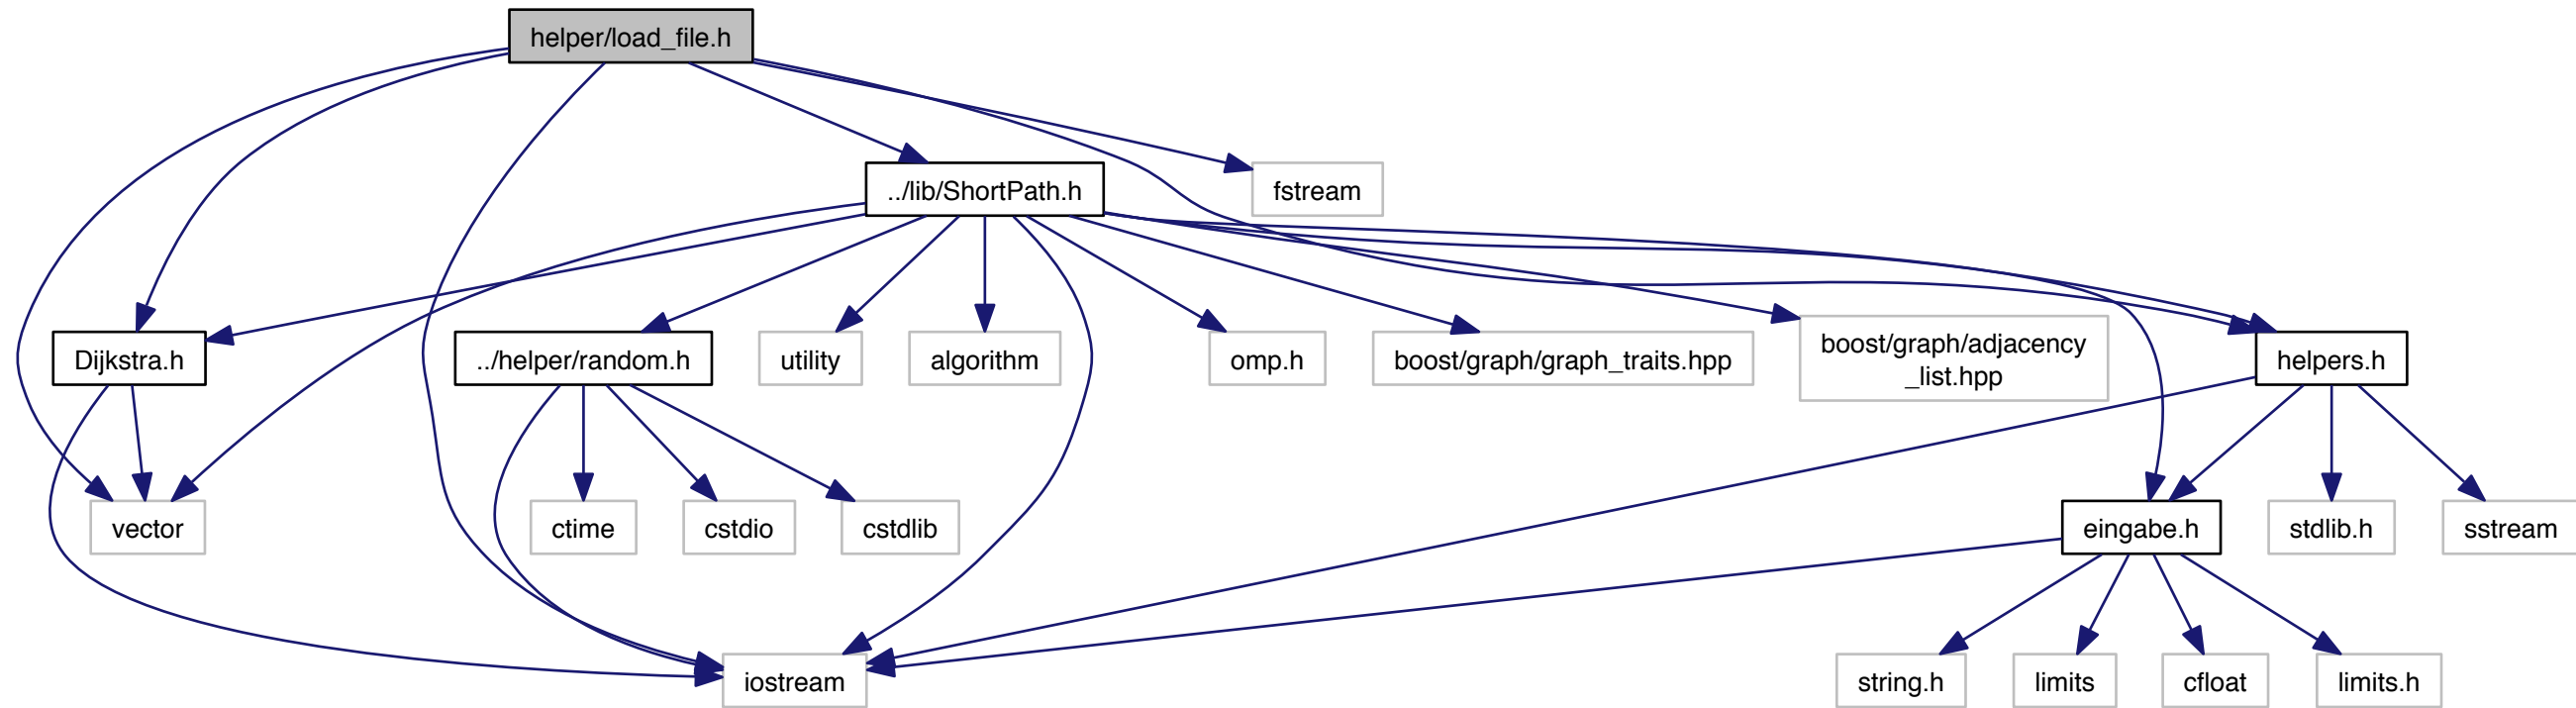 helper/load_file.h
../lib/ShortPath.h
fstream
Dijkstra.h
../helper/random.h
utility
algorithm
omp.h
boost/graph/graph_traits.hpp
boost/graph/adjacency
_list.hpp
helpers.h
vector
ctime
cstdio
cstdlib
eingabe.h
stdlib.h
sstream
iostream
string.h
limits
cfloat
limits.h